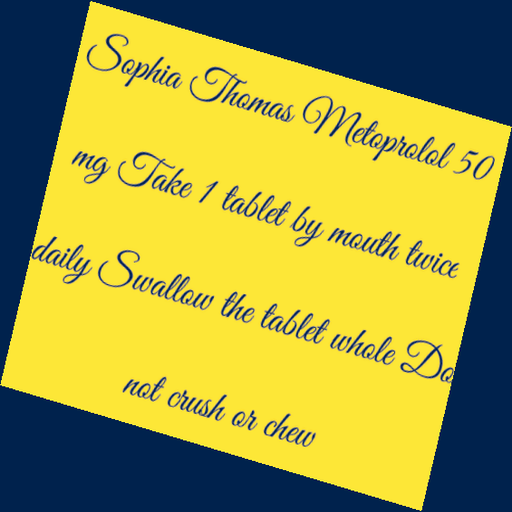 Sophia Thomas Metoprolol 50
mg Take 1 tablet by mouth twice
daily Swallow the tablet whole Do
not crush or chew